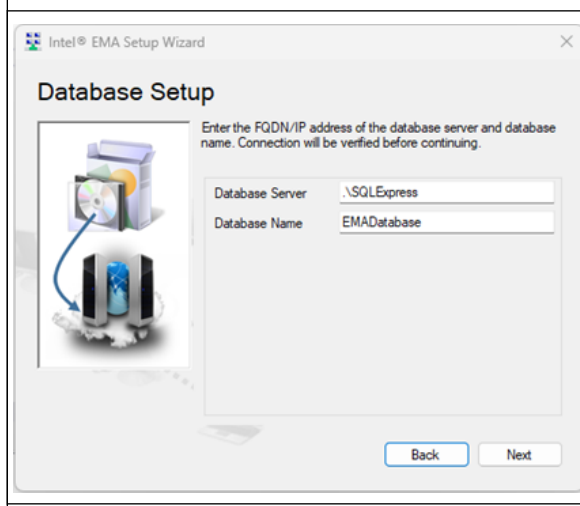 Intel® EMA Setup Wizard
Database Setup
Enter the FQDN/IP address of the database server and database
name. Connection will be verified before continuing.
Database Server .\SQLExpress
Database Name EMADatabase
Back Next